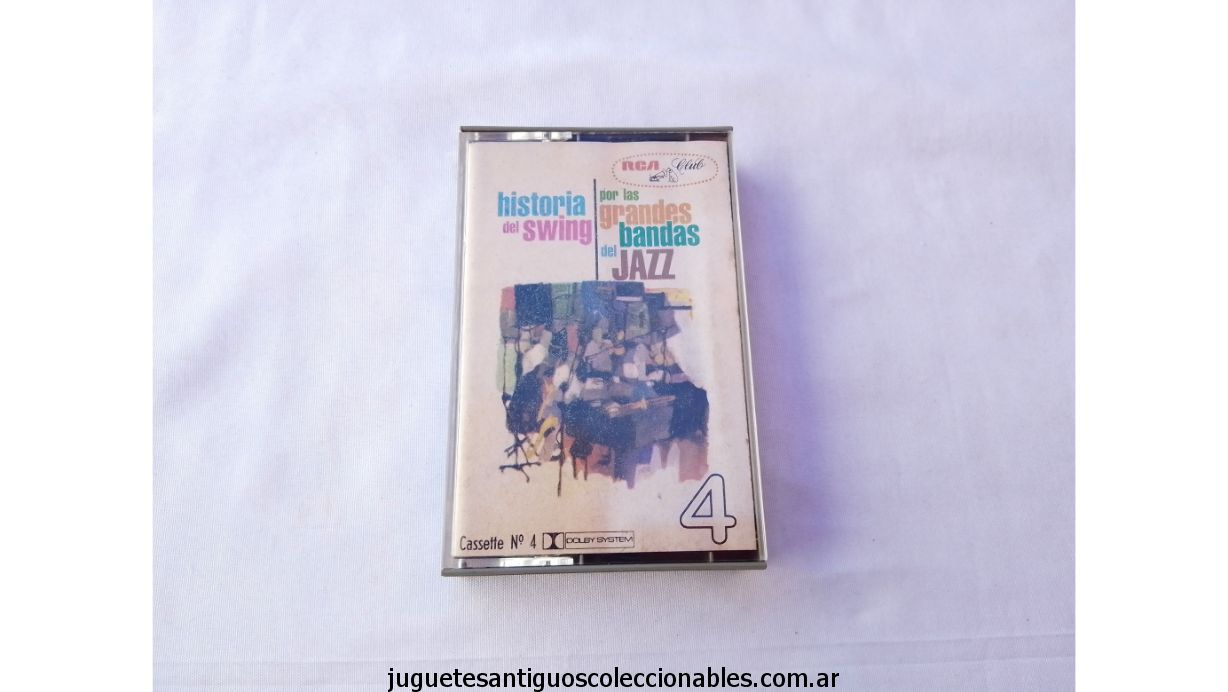 RCA Club
historia
del swing
por las
grandes
bandas
del JAZZ
4
Cassette Nº 4 DOLBY SYSTEM
juguetesantiguoscoleccionables.com.ar